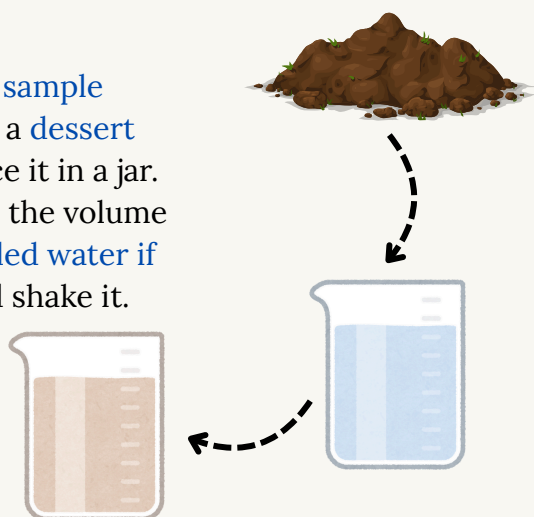 sample
a dessert
ce it in a jar.
the volume
led water if
shake it.